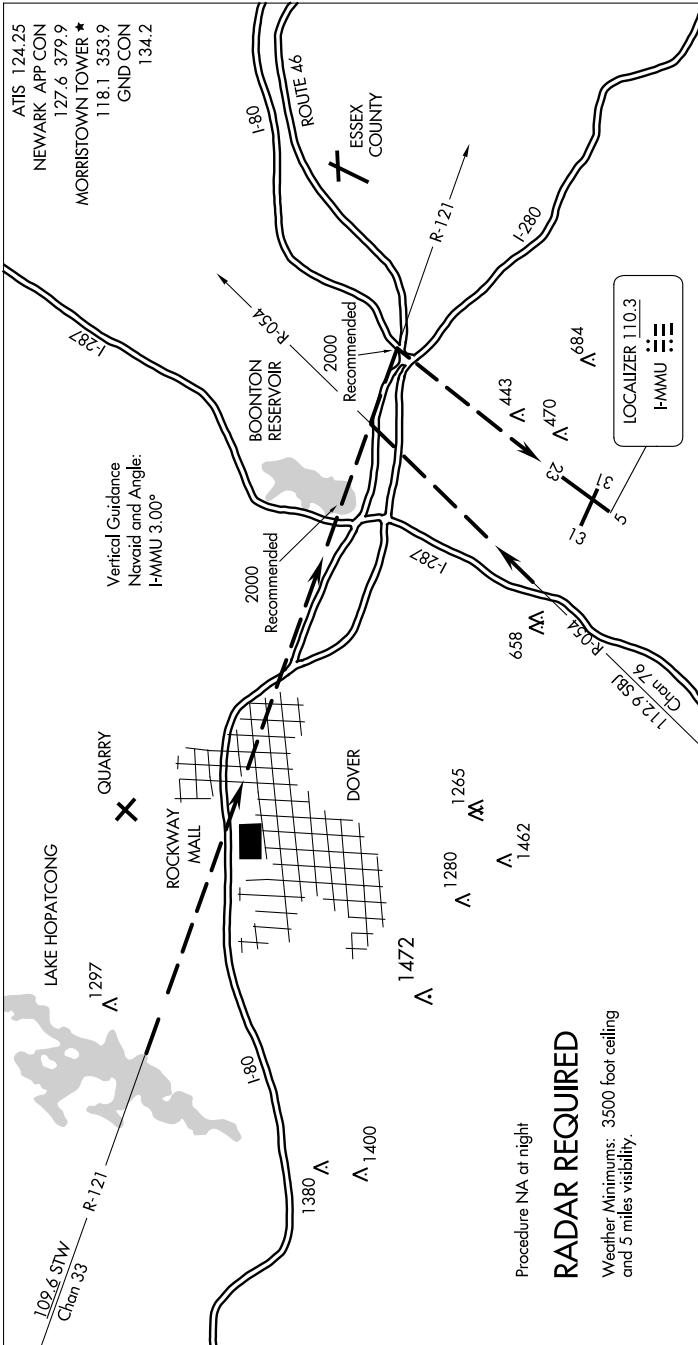 ATIS 124.25
NEWARK APP CON
127.6 379.9
MORRISTOWN TOWER ★
118.1 353.9
GND CON
134.2
109.6 STW
Chan 33
R-121
LAKE HOPATCONG
1297
QUARRY
Vertical Guidance
Navaid and Angle:
I-MMU 3.00°
I-287
I-80
ROUTE 46
ESSEX
COUNTY
ROCKWAY
MALL
BOONTON
RESERVOIR
R-054
2000
Recommended
2000
Recommended
R-121
I-280
I-80
DOVER
1380
1400
1472
1280
1265
1462
I-287
658
R-054
112.9 SBJ
Chan 76
443
470
684
23
31
13
5
LOCALIZER 110.3
I-MMU
Procedure NA at night
RADAR REQUIRED
Weather Minimums: 3500 foot ceiling
and 5 miles visibility.